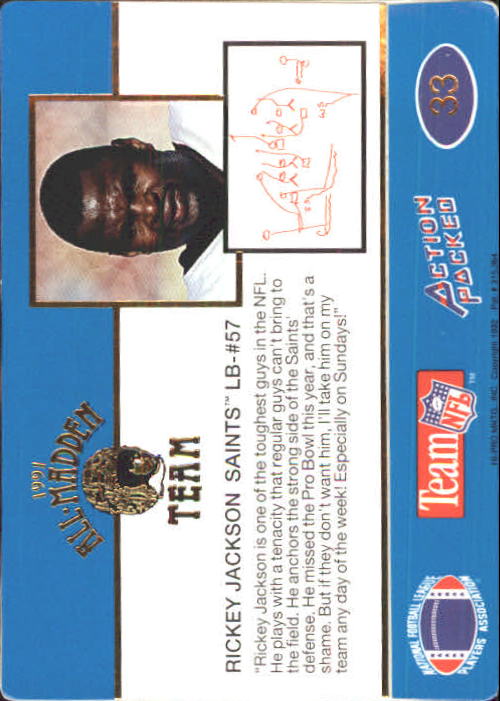 1991
ALL-MADDEN
TEAM
RICKEY JACKSON SAINTS™ LB-#57
"Rickey Jackson is one of the toughest guys in the NFL.
He plays with a tenacity that regular guys can't bring to
the field. He anchors the strong side of the Saints'
defense. He missed the Pro Bowl this year, and that's a
shame. But if they don't want him, I'll take him on my
team any day of the week! Especially on Sundays!"
33
ACTION
PACKED
Team
NFL
™
NATIONAL FOOTBALL LEAGUE
PLAYERS ASSOCIATION